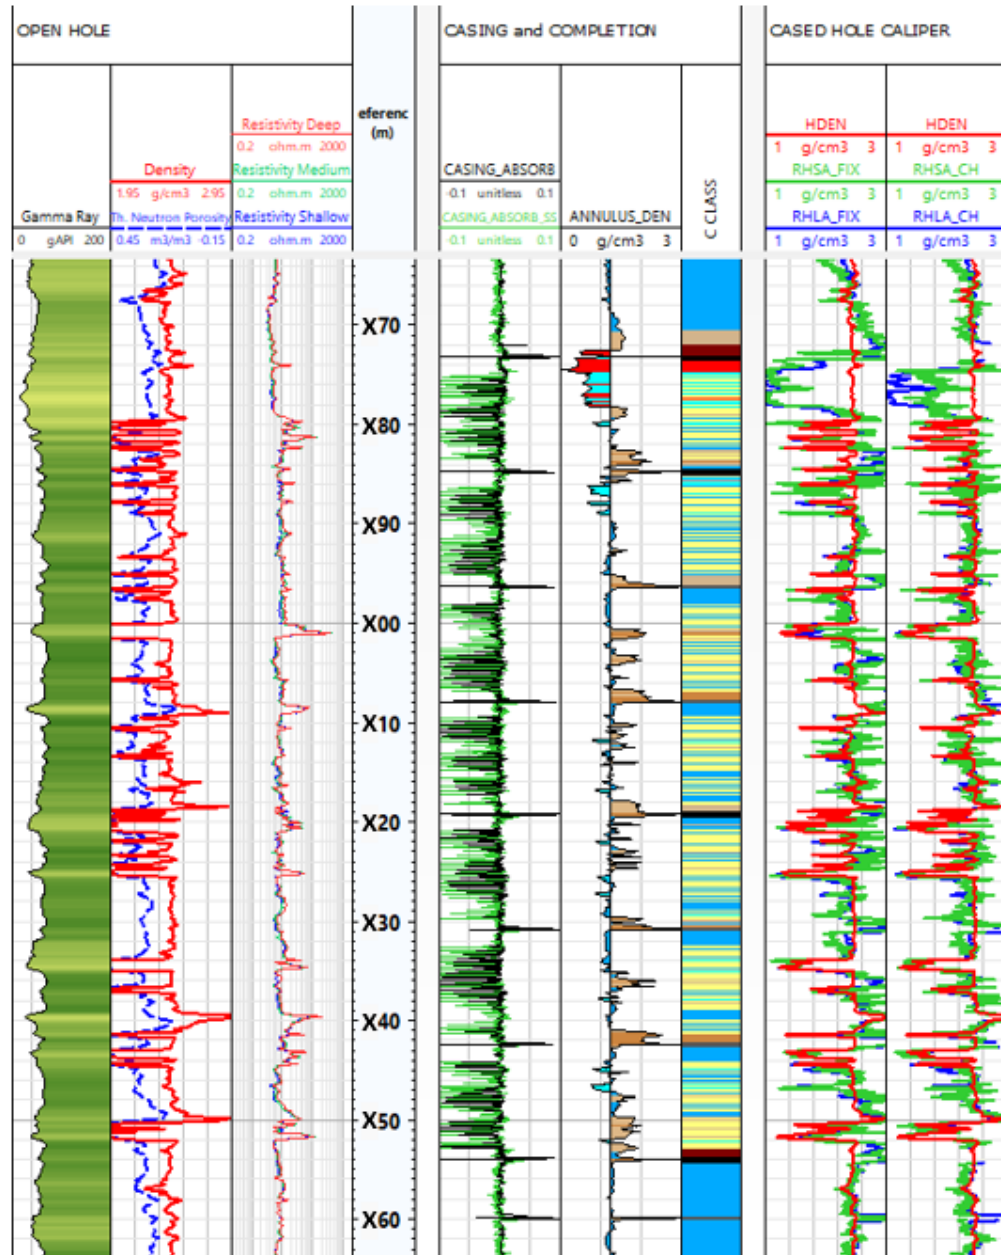 OPEN HOLE
CASING and COMPLETION
CASED HOLE CALIPER
eferenc
(m)
Resistivity Deep
0.2 ohm.m 2000
Resistivity Medium
0.2 ohm.m 2000
Resistivity Shallow
0.2 ohm.m 2000
Density
1.95 g/cm3 2.95
Th. Neutron Porosity
0.45 m3/m3 -0.15
Gamma Ray
0 gAPI 200
CASING_ABSORB
-0.1 unitless 0.1
CASING_ABSORB_SS
-0.1 unitless 0.1
ANNULUS_DEN
0 g/cm3 3
C CLASS
HDEN
1 g/cm3 3
RHSA_FIX
1 g/cm3 3
RHLA_FIX
1 g/cm3 3
HDEN
1 g/cm3 3
RHSA_CH
1 g/cm3 3
RHLA_CH
1 g/cm3 3
X70
X80
X90
X00
X10
X20
X30
X40
X50
X60